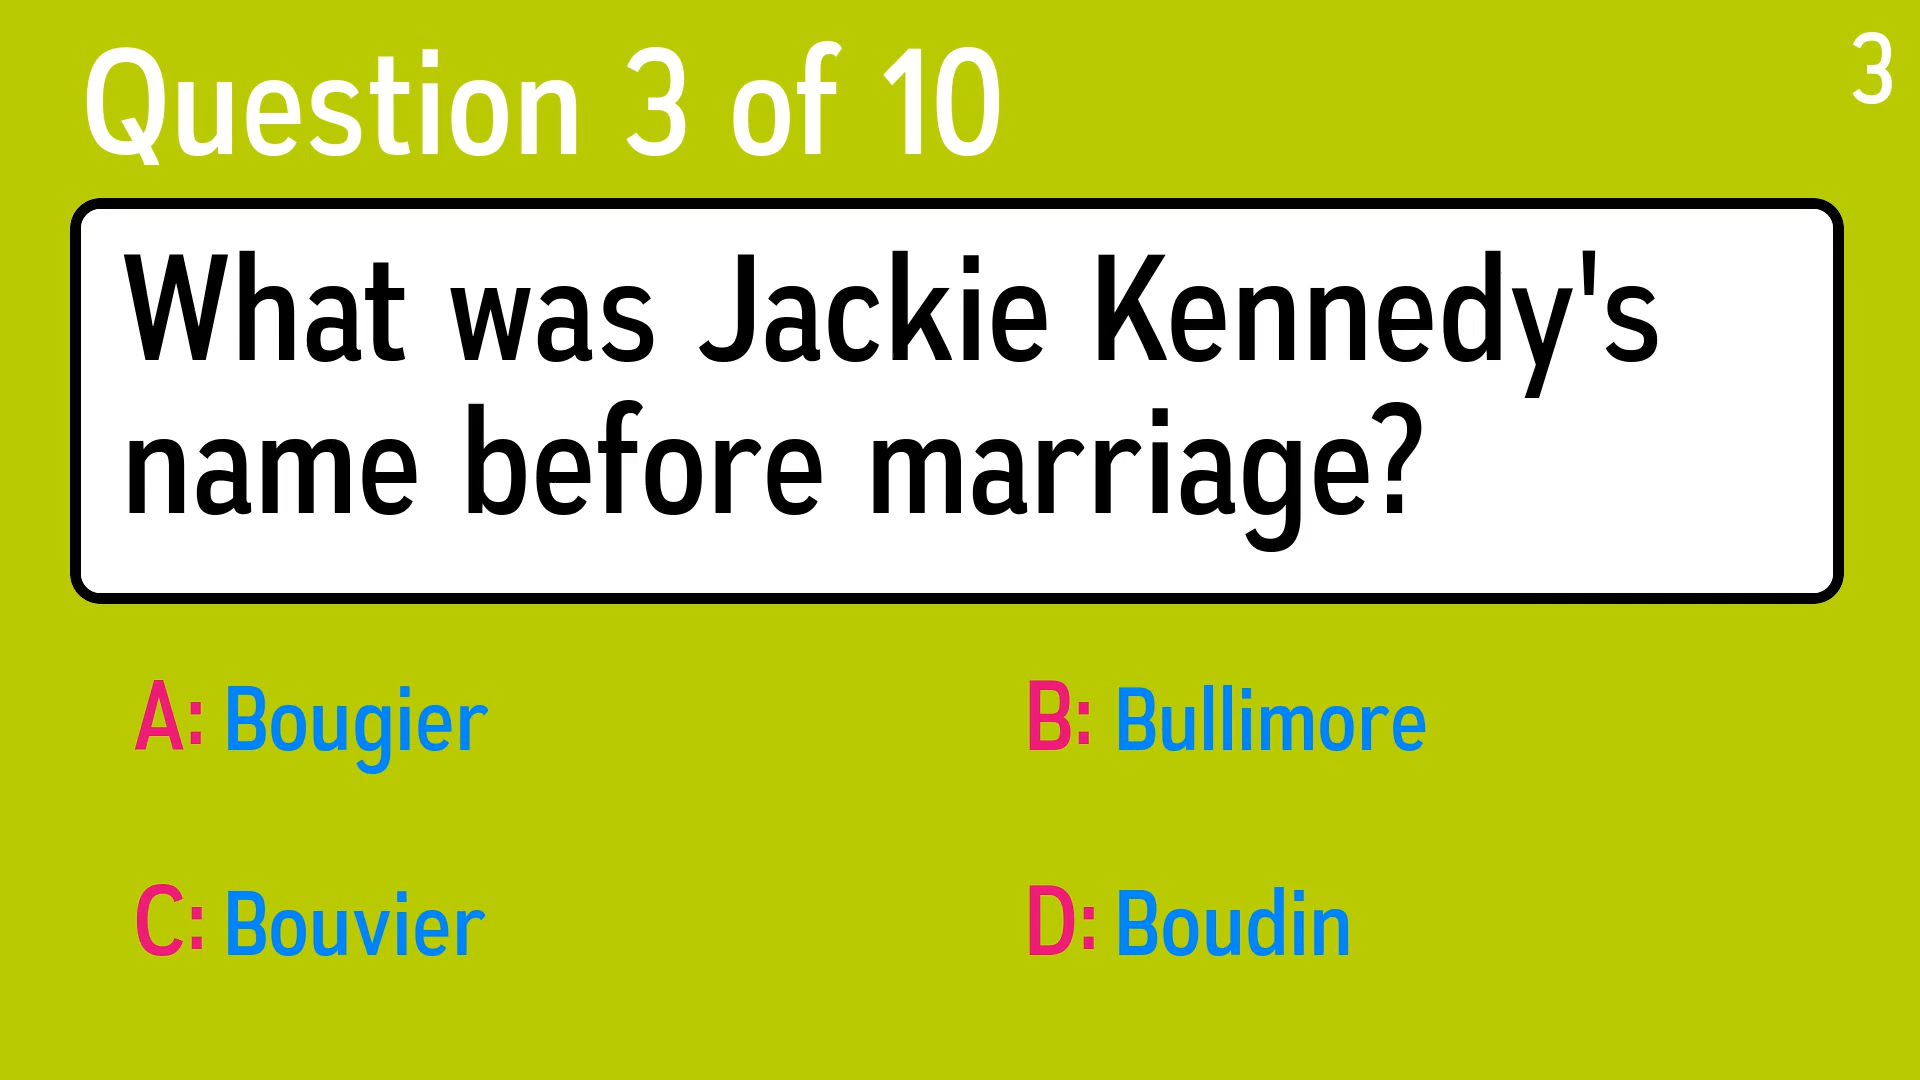 Question 3 of 10
3
What was Jackie Kennedy's
name before marriage?
A: Bougier
B: Bullimore
C: Bouvier
D: Boudin